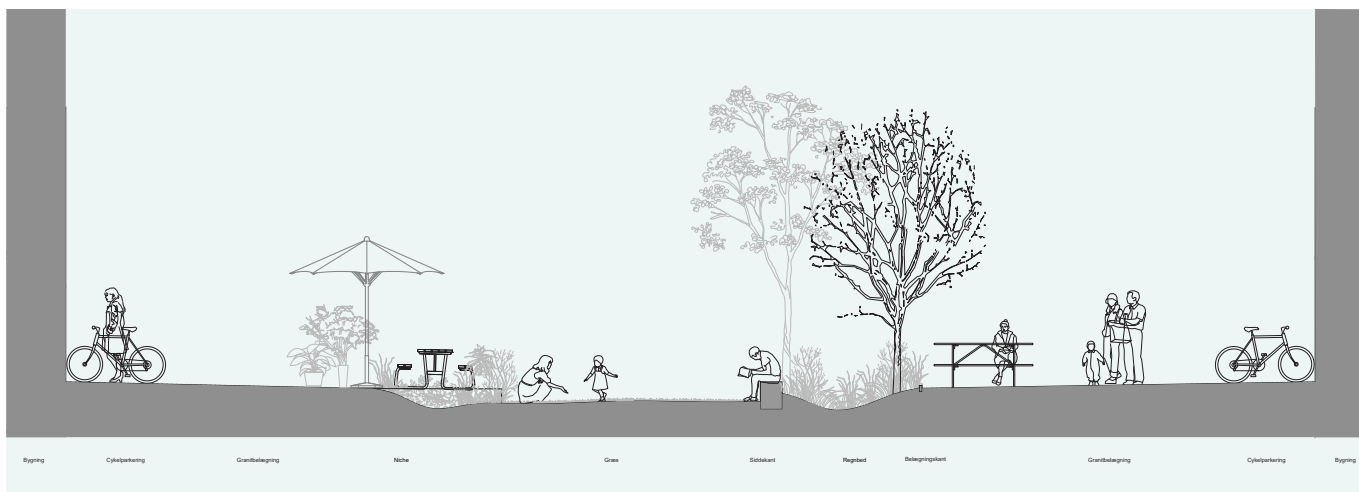 Bygning
Cykelparkering
Granitbelægning
Niche
Græs
Siddekant
Regnbed
Belægningskant
Granitbelægning
Cykelparkering
Bygning